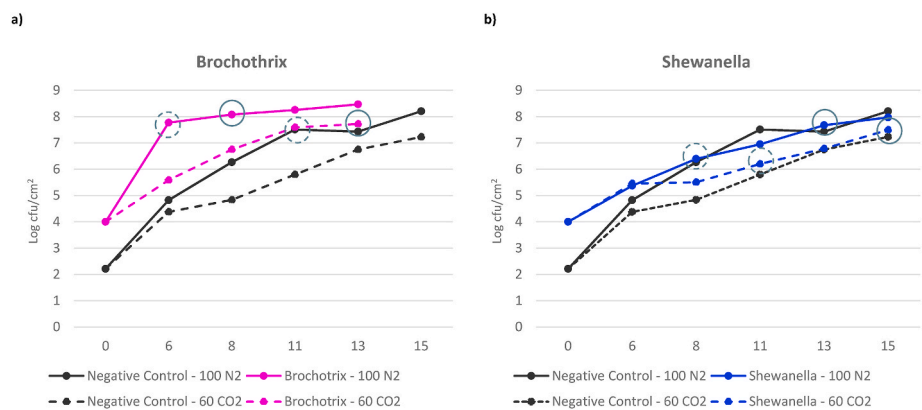 a)
Brochothrix
Log cfu/cm²
9
8
7
6
5
4
3
2
1
0
0 6 8 11 13 15
Negative Control - 100 N2 Brochotrix - 100 N2
Negative Control - 60 CO2 Brochotrix - 60 CO2
b)
Shewanella
Log cfu/cm²
9
8
7
6
5
4
3
2
1
0
0 6 8 11 13 15
Negative Control - 100 N2 Shewanella - 100 N2
Negative Control - 60 CO2 Shewanella - 60 CO2